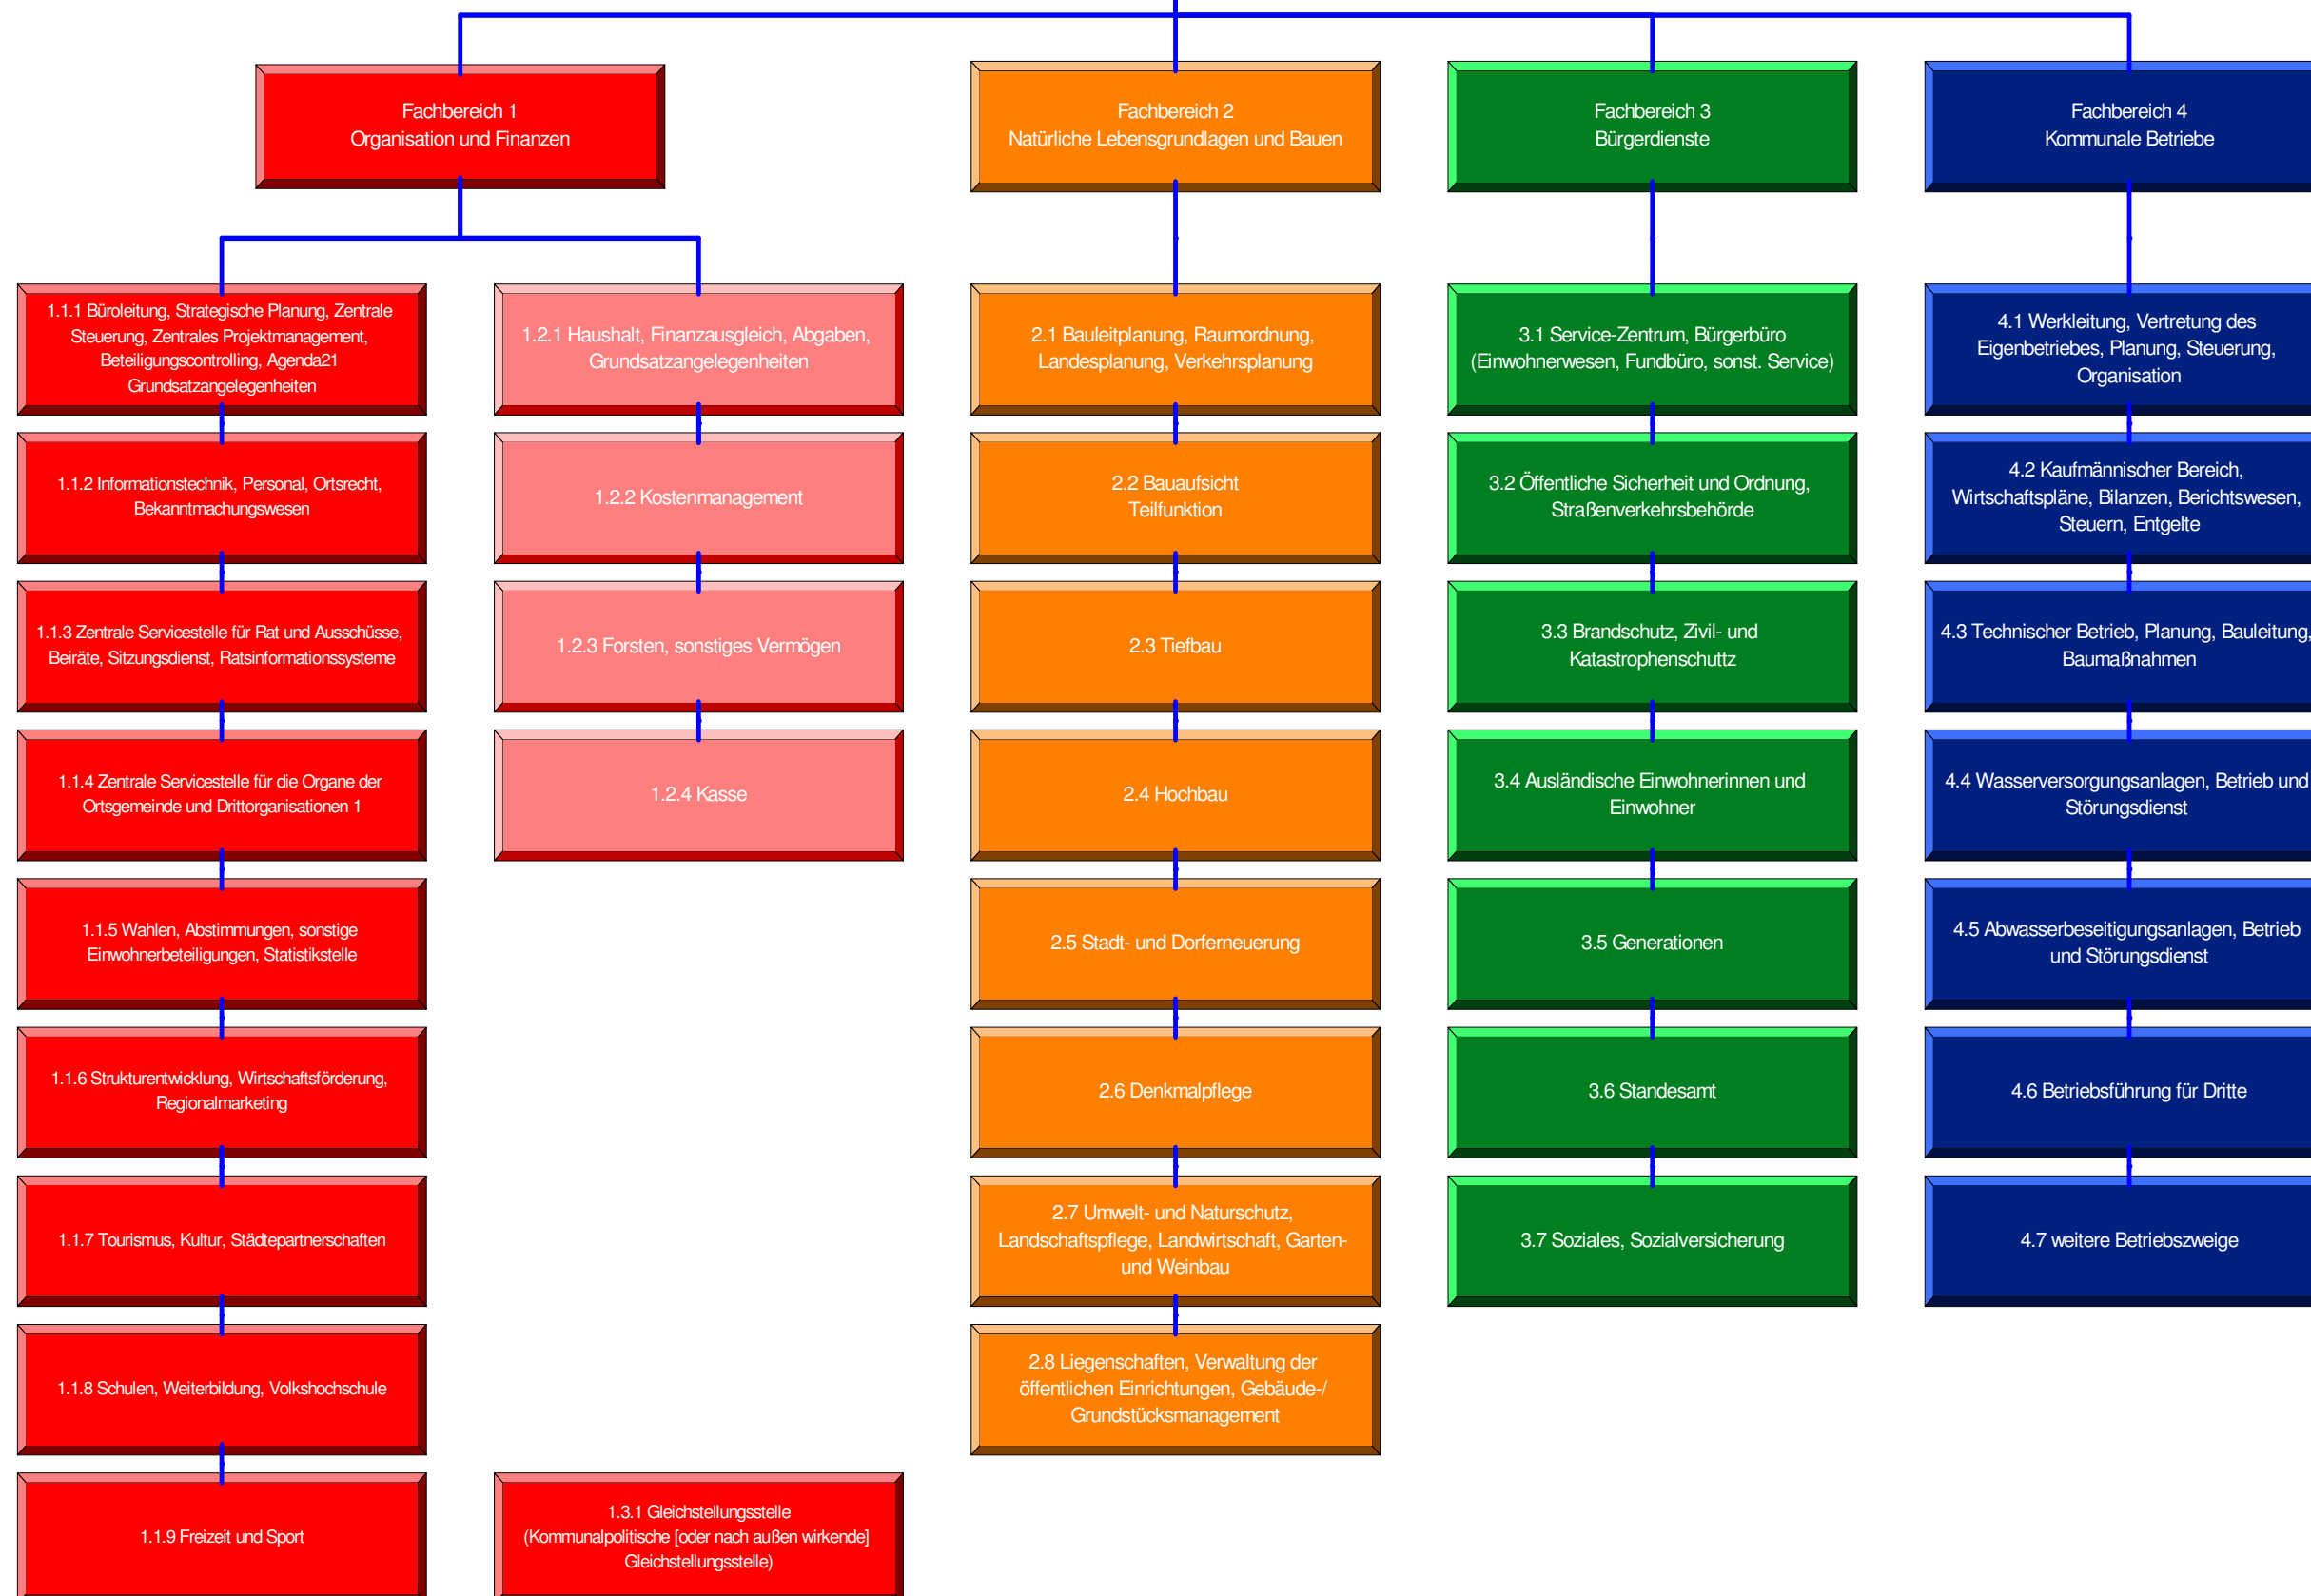 Fachbereich 1
Organisation und Finanzen
Fachbereich 2
Natürliche Lebensgrundlagen und Bauen
Fachbereich 3
Bürgerdienste
Fachbereich 4
Kommunale Betriebe
1.1.1 Büroleitung, Strategische Planung, Zentrale
Steuerung, Zentrales Projektmanagement,
Beteiligungscontrolling, Agenda21
Grundsatzangelegenheiten
1.1.2 Informationstechnik, Personal, Ortsrecht,
Bekanntmachungswesen
1.1.3 Zentrale Servicestelle für Rat und Ausschüsse,
Beiräte, Sitzungsdienst, Ratsinformationssysteme
1.1.4 Zentrale Servicestelle für die Organe der
Ortsgemeinde und Drittorganisationen 1
1.1.5 Wahlen, Abstimmungen, sonstige
Einwohnerbeteiligungen, Statistikstelle
1.1.6 Strukturentwicklung, Wirtschaftsförderung,
Regionalmarketing
1.1.7 Tourismus, Kultur, Städtepartnerschaften
1.1.8 Schulen, Weiterbildung, Volkshochschule
1.1.9 Freizeit und Sport
1.2.1 Haushalt, Finanzausgleich, Abgaben,
Grundsatzangelegenheiten
1.2.2 Kostenmanagement
1.2.3 Forsten, sonstiges Vermögen
1.2.4 Kasse
1.3.1 Gleichstellungsstelle
(Kommunalpolitische [oder nach außen wirkende]
Gleichstellungsstelle)
2.1 Bauleitplanung, Raumordnung,
Landesplanung, Verkehrsplanung
2.2 Bauaufsicht
Teilfunktion
2.3 Tiefbau
2.4 Hochbau
2.5 Stadt- und Dorferneuerung
2.6 Denkmalpflege
2.7 Umwelt- und Naturschutz,
Landschaftspflege, Landwirtschaft, Garten-
und Weinbau
2.8 Liegenschaften, Verwaltung der
öffentlichen Einrichtungen, Gebäude-/
Grundstücksmanagement
3.1 Service-Zentrum, Bürgerbüro
(Einwohnerwesen, Fundbüro, sonst. Service)
3.2 Öffentliche Sicherheit und Ordnung,
Straßenverkehrsbehörde
3.3 Brandschutz, Zivil- und
Katastrophenschuttz
3.4 Ausländische Einwohnerinnen und
Einwohner
3.5 Generationen
3.6 Standesamt
3.7 Soziales, Sozialversicherung
4.1 Werkleitung, Vertretung des
Eigenbetriebes, Planung, Steuerung,
Organisation
4.2 Kaufmännischer Bereich,
Wirtschaftspläne, Bilanzen, Berichtswesen,
Steuern, Entgelte
4.3 Technischer Betrieb, Planung, Bauleitung,
Baumaßnahmen
4.4 Wasserversorgungsanlagen, Betrieb und
Störungsdienst
4.5 Abwasserbeseitigungsanlagen, Betrieb
und Störungsdienst
4.6 Betriebsführung für Dritte
4.7 weitere Betriebszweige